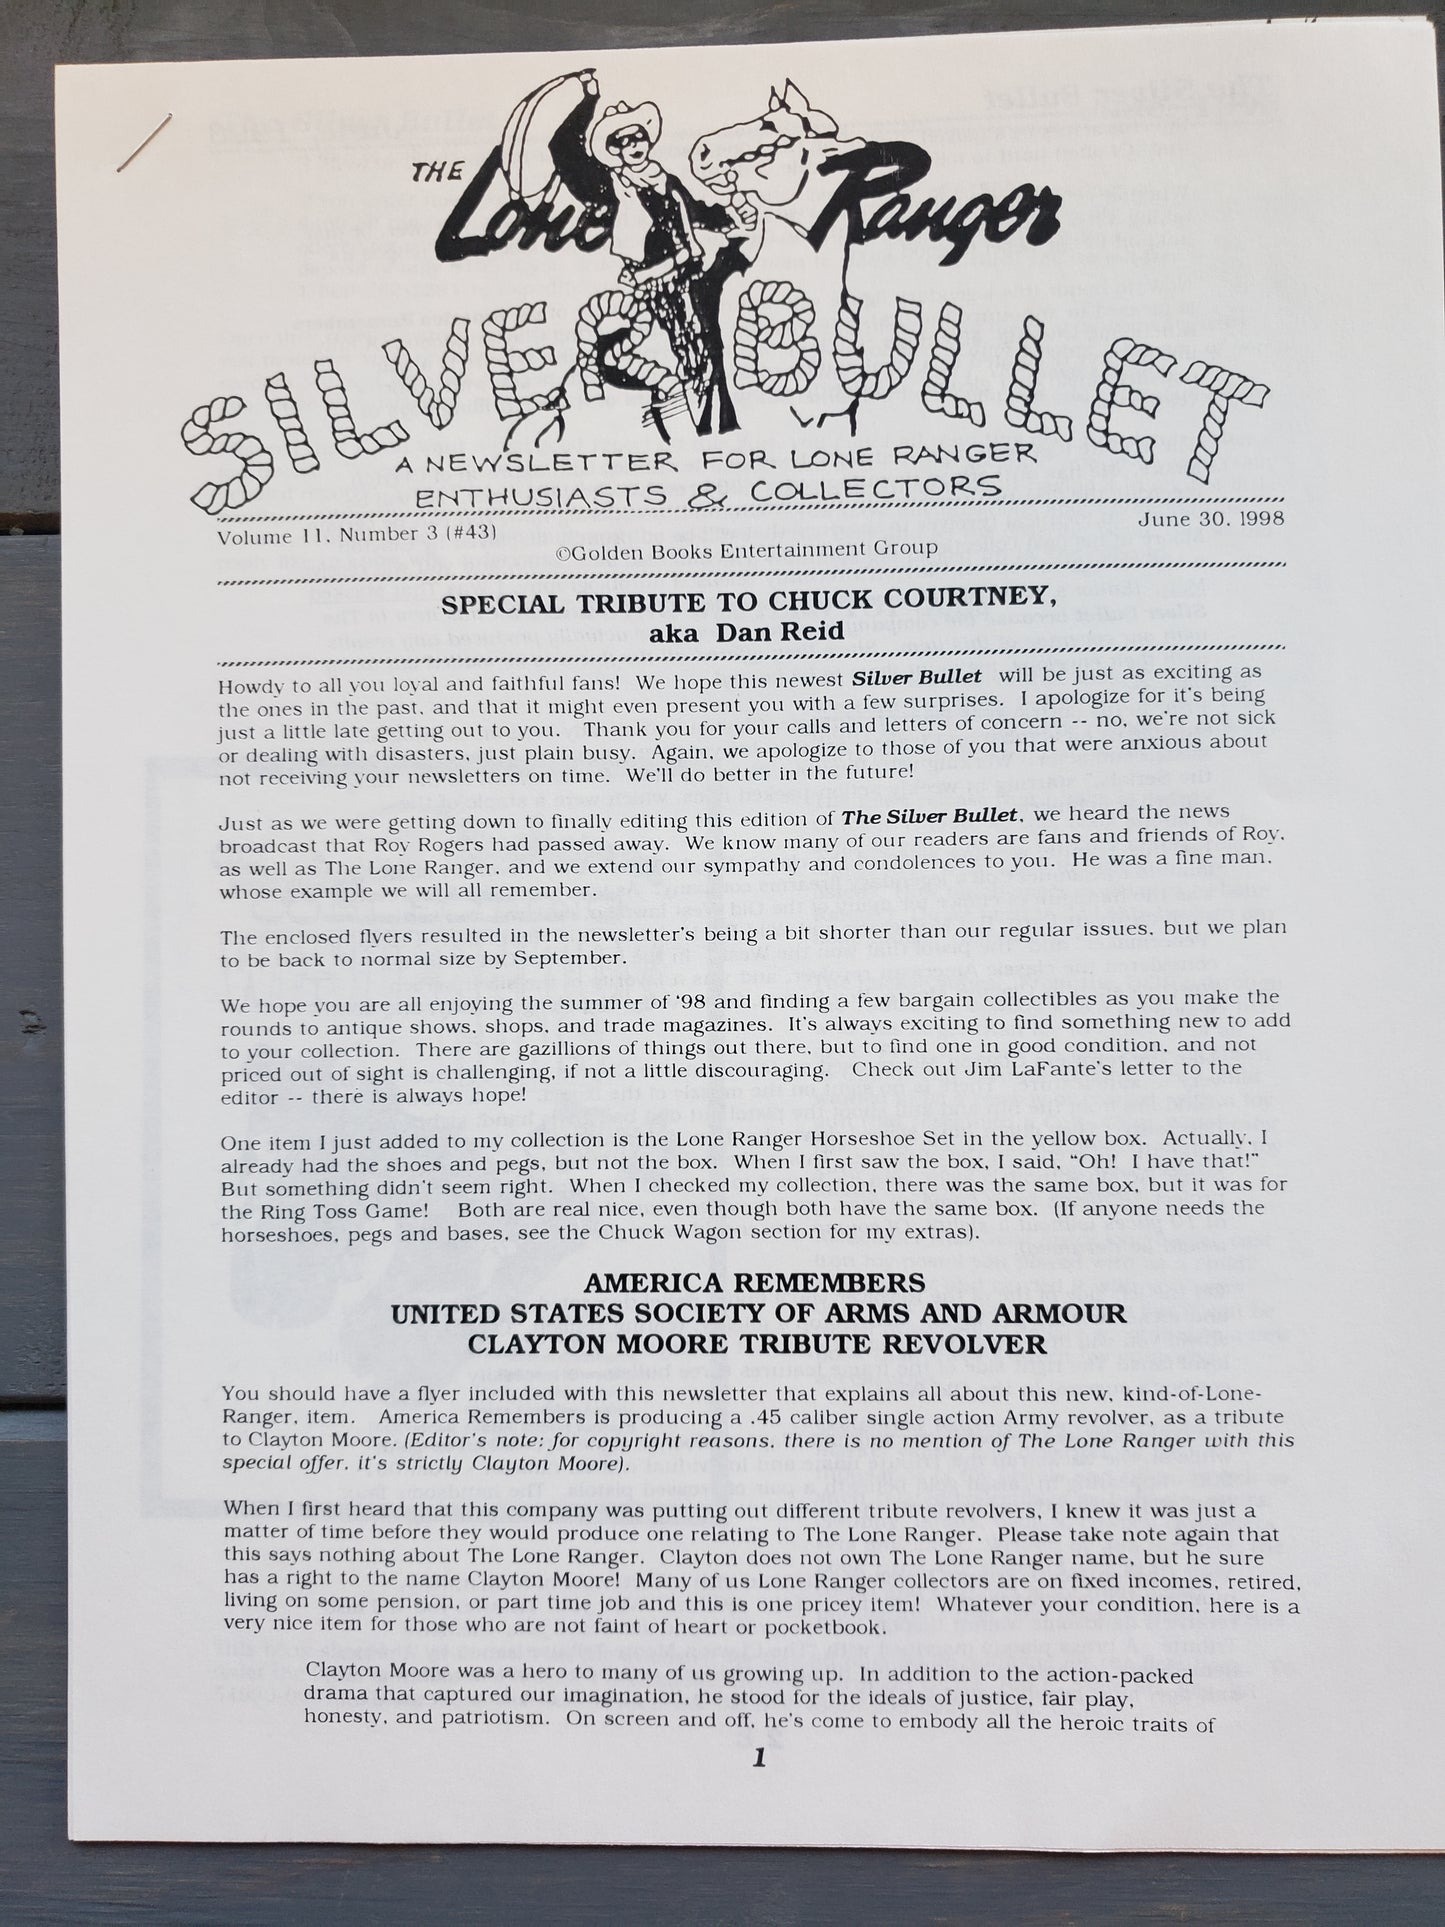 THE Lone Ranger
SILVER BULLET
A NEWSLETTER FOR LONE RANGER
ENTHUSIASTS & COLLECTORS
Volume 11, Number 3 (#43)
June 30, 1998
©Golden Books Entertainment Group
SPECIAL TRIBUTE TO CHUCK COURTNEY,
aka Dan Reid
Howdy to all you loyal and faithful fans! We hope this newest Silver Bullet will be just as exciting as
the ones in the past, and that it might even present you with a few surprises. I apologize for it's being
just a little late getting out to you. Thank you for your calls and letters of concern -- no, we're not sick
or dealing with disasters, just plain busy. Again, we apologize to those of you that were anxious about
not receiving your newsletters on time. We'll do better in the future!
Just as we were getting down to finally editing this edition of The Silver Bullet, we heard the news
broadcast that Roy Rogers had passed away. We know many of our readers are fans and friends of Roy,
as well as The Lone Ranger, and we extend our sympathy and condolences to you. He was a fine man,
whose example we will all remember.
The enclosed flyers resulted in the newsletter's being a bit shorter than our regular issues, but we plan
to be back to normal size by September.
We hope you are all enjoying the summer of '98 and finding a few bargain collectibles as you make the
rounds to antique shows, shops, and trade magazines. It's always exciting to find something new to add
to your collection. There are gazillions of things out there, but to find one in good condition, and not
priced out of sight is challenging, if not a little discouraging. Check out Jim LaFante's letter to the
editor -- there is always hope!
One item I just added to my collection is the Lone Ranger Horseshoe Set in the yellow box. Actually, I
already had the shoes and pegs, but not the box. When I first saw the box, I said, "Oh! I have that!"
But something didn't seem right. When I checked my collection, there was the same box, but it was for
the Ring Toss Game! Both are real nice, even though both have the same box. (If anyone needs the
horseshoes, pegs and bases, see the Chuck Wagon section for my extras).
AMERICA REMEMBERS
UNITED STATES SOCIETY OF ARMS AND ARMOUR
CLAYTON MOORE TRIBUTE REVOLVER
You should have a flyer included with this newsletter that explains all about this new, kind-of-Lone-
Ranger, item. America Remembers is producing a .45 caliber single action Army revolver, as a tribute
to Clayton Moore. (Editor's note: for copyright reasons, there is no mention of The Lone Ranger with this
special offer, it's strictly Clayton Moore).
When I first heard that this company was putting out different tribute revolvers, I knew it was just a
matter of time before they would produce one relating to The Lone Ranger. Please take note again that
this says nothing about The Lone Ranger. Clayton does not own The Lone Ranger name, but he sure
has a right to the name Clayton Moore! Many of us Lone Ranger collectors are on fixed incomes, retired,
living on some pension, or part time job and this is one pricey item! Whatever your condition, here is a
very nice item for those who are not faint of heart or pocketbook.
Clayton Moore was a hero to many of us growing up. In addition to the action-packed
drama that captured our imagination, he stood for the ideals of justice, fair play,
honesty, and patriotism. On screen and off, he's come to embody all the heroic traits of
1